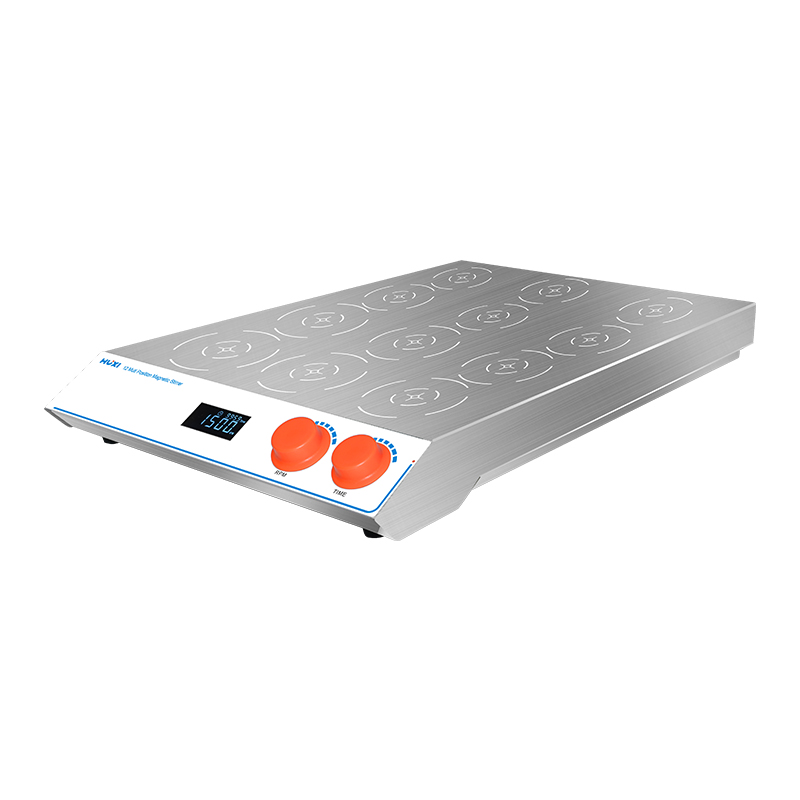 HUXI
12 Multi Position Magnetic Stirrer
1500
RPM
TIME